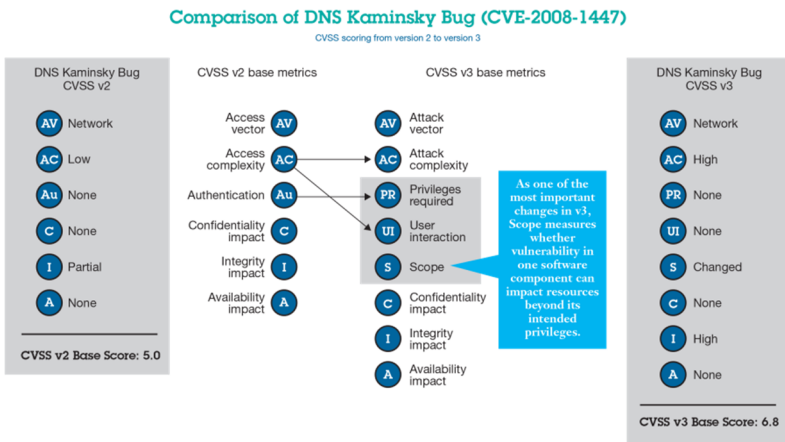 Comparison of DNS Kaminsky Bug (CVE-2008-1447)
CVSS scoring from version 2 to version 3
DNS Kaminsky Bug
CVSS v2
AV Network
AC Low
Au None
C None
I Partial
A None
CVSS v2 Base Score: 5.0
CVSS v2 base metrics
Access
vector AV
Access
complexity AC
Authentication Au
Confidentiality
impact C
Integrity
impact I
Availability
impact A
CVSS v3 base metrics
AV Attack
vector
AC Attack
complexity
PR Privileges
required
UI User
interaction
S Scope
C Confidentiality
impact
I Integrity
impact
A Availability
impact
As one of the
most important
changes in v3,
Scope measures
whether
vulnerability in
one software
component can
impact resources
beyond its
intended
privileges.
DNS Kaminsky Bug
CVSS v3
AV Network
AC High
PR None
UI None
S Changed
C None
I High
A None
CVSS v3 Base Score: 6.8